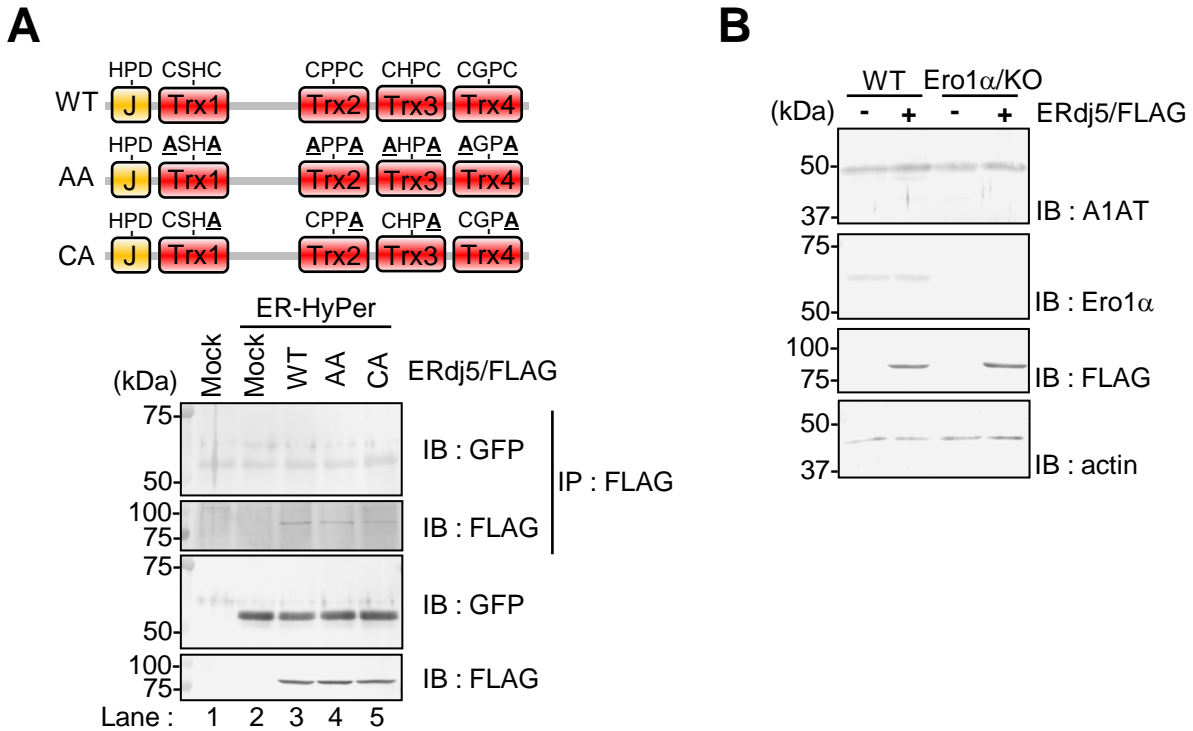 A
HPD CSHC CPPC CHPC CGPC
WT J Trx1 Trx2 Trx3 Trx4
HPD ASHA APPA AHPA AGPA
AA J Trx1 Trx2 Trx3 Trx4
HPD CSHA CPPA CHPA CGPA
CA J Trx1 Trx2 Trx3 Trx4
ER-HyPer
(kDa) Mock Mock WT AA CA ERdj5/FLAG
75-
IB : GFP
50-
IP : FLAG
100-
IB : FLAG
75-
75-
IB : GFP
50-
100-
IB : FLAG
75-
Lane : 1 2 3 4 5
B
WT Ero1α/KO
(kDa) - + - + ERdj5/FLAG
50-
37- IB : A1AT
75-
50- IB : Ero1α
100-
75- IB : FLAG
50-
37- IB : actin